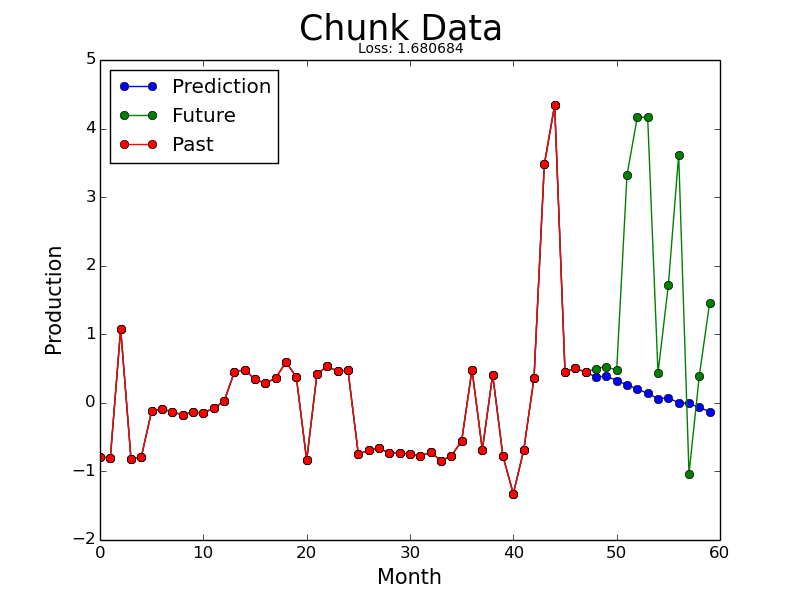 Chunk Data
Loss: 1.680684
Prediction
Future
Past
5
4
3
2
1
0
−1
−2
Production
0 10 20 30 40 50 60
Month